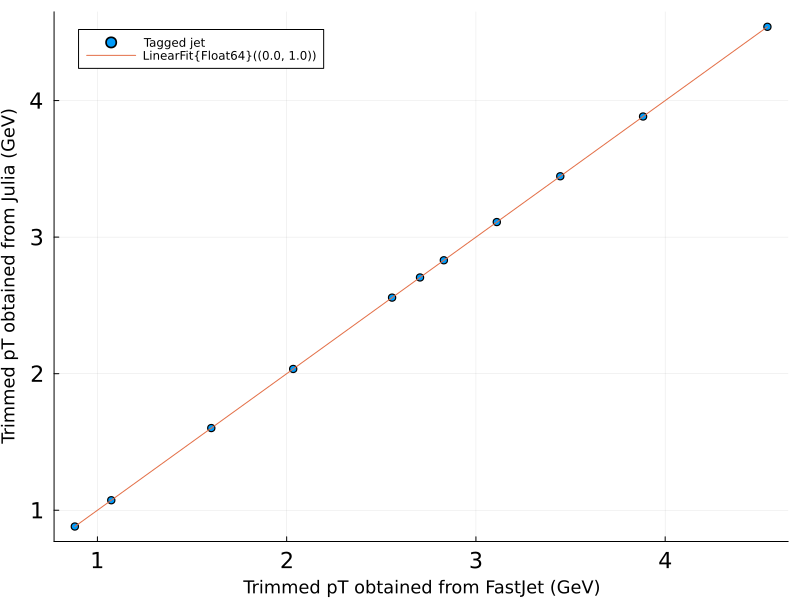 Tagged jet
LinearFit{Float64}((0.0, 1.0))
Trimmed pT obtained from Julia (GeV)
4
3
2
1
1
2
3
4
Trimmed pT obtained from FastJet (GeV)